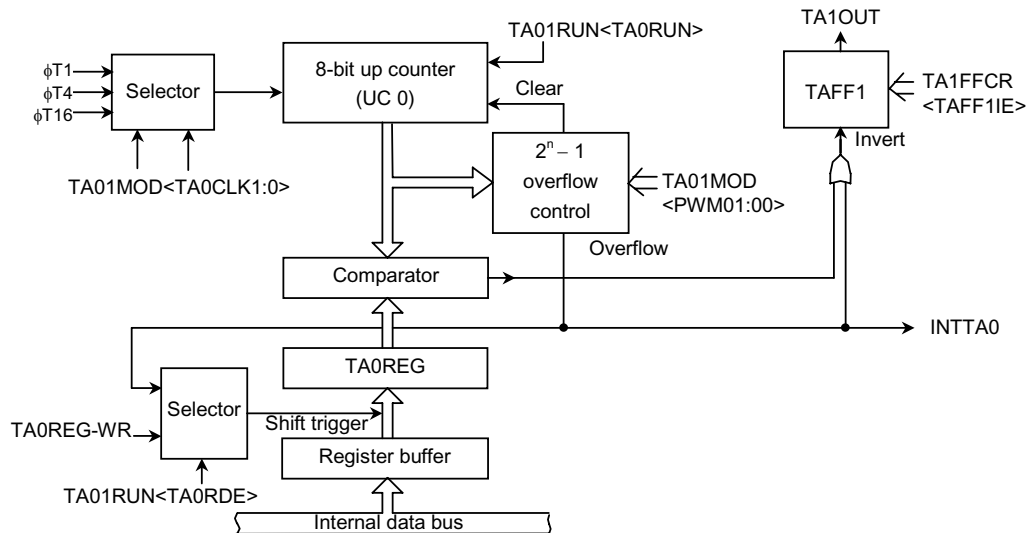 TA01RUN<TA0RUN>
TA1OUT
ϕT1
ϕT4
ϕT16
Selector
8-bit up counter
(UC 0)
Clear
TAFF1
TA1FFCR
<TAFF1IE>
Invert
TA01MOD<TA0CLK1:0>
2ⁿ – 1
overflow
control
TA01MOD
<PWM01:00>
Overflow
Comparator
INTTA0
TA0REG
Selector
Shift trigger
TA0REG-WR
Register buffer
TA01RUN<TA0RDE>
Internal data bus